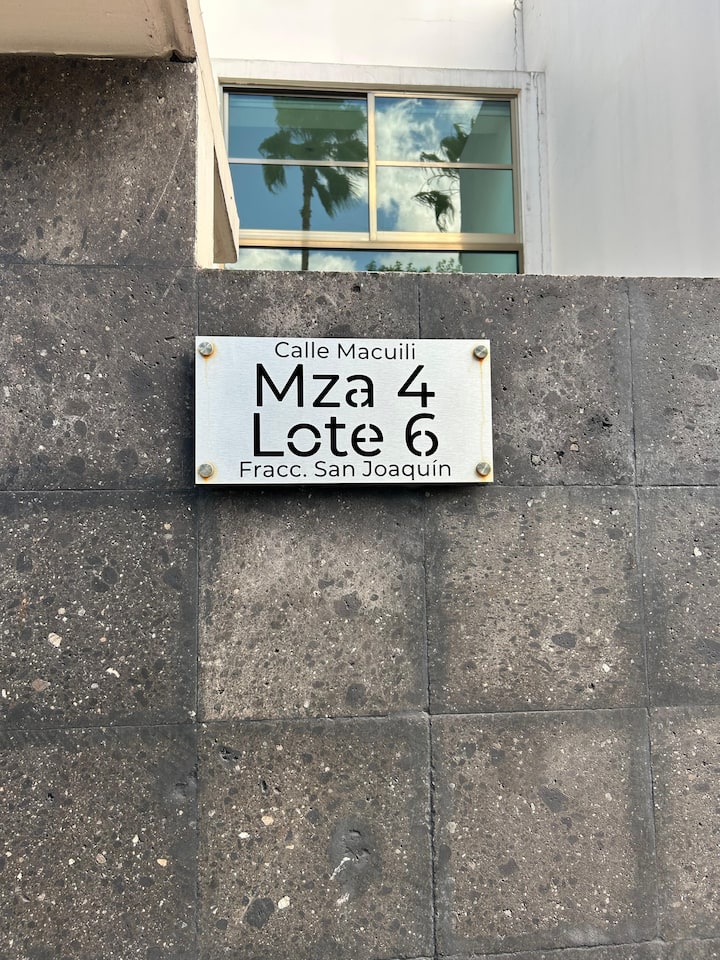 Calle Macuili
Mza 4
Lote 6
Fracc. San Joaquín